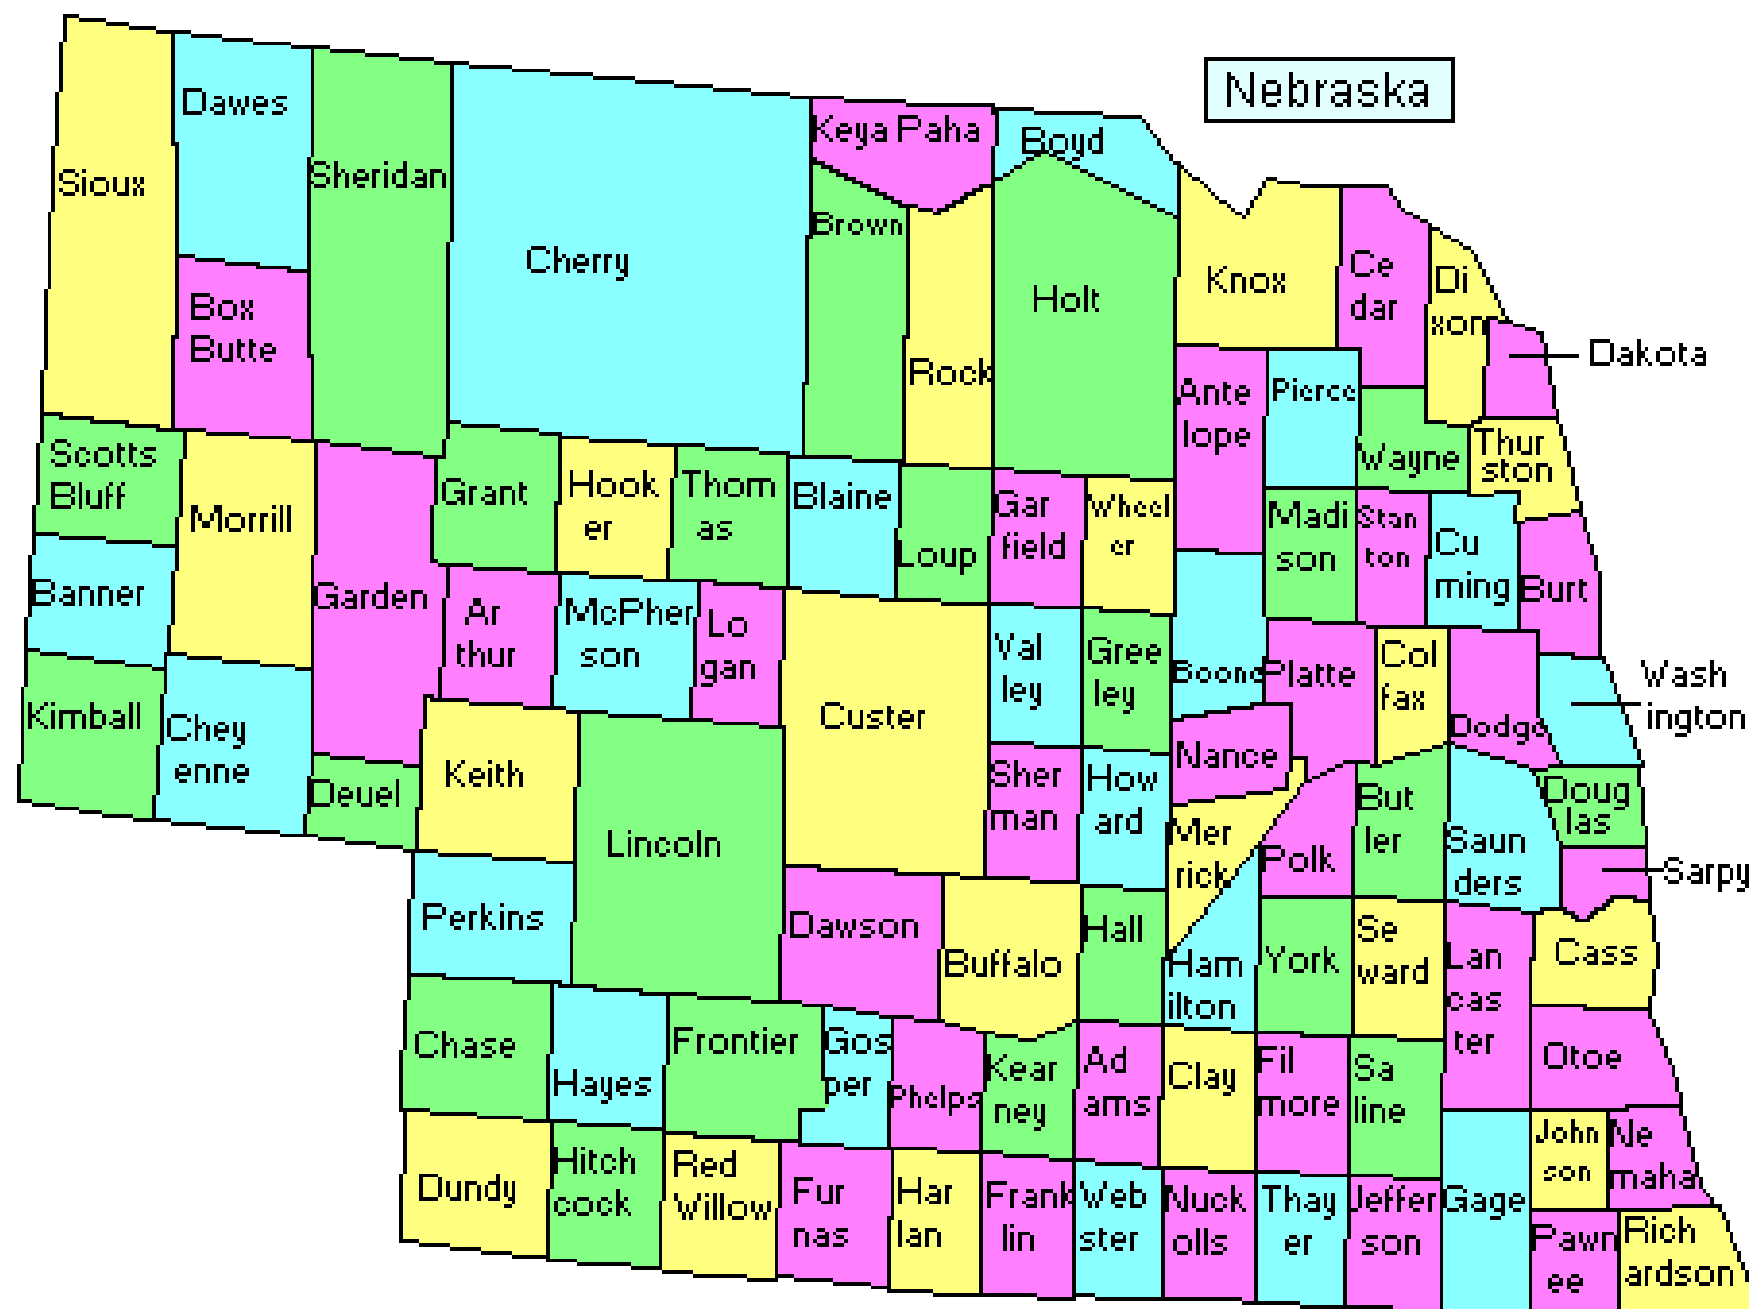 Nebraska
Dawes
Keya Paha
Boyd
Sioux
Sheridan
Brown
Cherry
Knox
Ce
dar
Di
xon
Holt
Box
Butte
Rock
Dakota
Ante
lope
Pierce
Wayne
Thur
ston
Scotts
Bluff
Morrill
Grant
Hook
er
Thom
as
Blaine
Loup
Gar
field
Wheel
er
Madi
son
Stan
ton
Cu
ming
Burt
Banner
Garden
Ar
thur
McPher
son
Lo
gan
Val
ley
Gree
ley
Boone
Platte
Col
fax
Dodge
Wash
ington
Kimball
Chey
enne
Deuel
Keith
Custer
Lincoln
Sher
man
How
ard
Nance
Mer
rick
Polk
But
ler
Saun
ders
Doug
las
Sarpy
Perkins
Dawson
Buffalo
Hall
Ham
ilton
York
Se
ward
Lan
cas
ter
Cass
Chase
Hayes
Frontier
Gos
per
Phelps
Kear
ney
Ad
ams
Clay
Fil
more
Sa
line
Otoe
Dundy
Hitch
cock
Red
Willow
Fur
nas
Har
lan
Frank
lin
Web
ster
Nuck
olls
Thay
er
Jeffer
son
Gage
John
son
Ne
maha
Pawn
ee
Rich
ardson